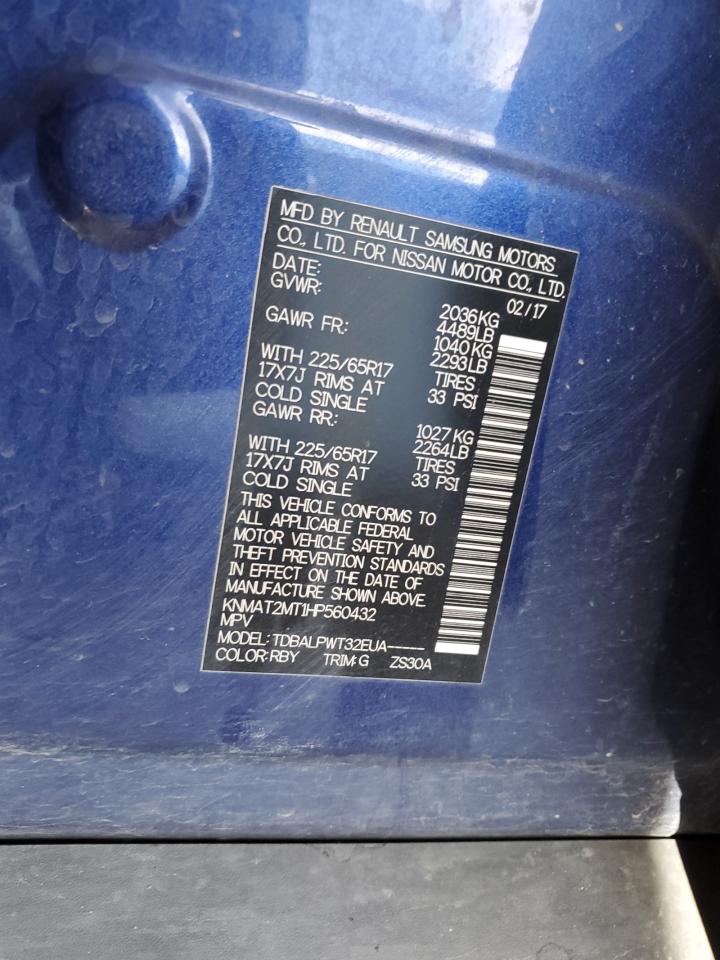 MFD BY RENAULT SAMSUNG MOTORS
CO., LTD. FOR NISSAN MOTOR CO., LTD.
DATE: 02/17
GVWR: 2036KG
4489LB
GAWR FR: 1040KG
2293LB
WITH 225/65R17 TIRES
17X7J RIMS AT 33 PSI
COLD SINGLE
GAWR RR: 1027KG
2264LB
WITH 225/65R17 TIRES
17X7J RIMS AT 33 PSI
COLD SINGLE
THIS VEHICLE CONFORMS TO
ALL APPLICABLE FEDERAL
MOTOR VEHICLE SAFETY AND
THEFT PREVENTION STANDARDS
IN EFFECT ON THE DATE OF
MANUFACTURE SHOWN ABOVE.
KNMAT2MT1HP560432
MPV
MODEL: TDBALPWT32EUA-----
COLOR:RBY TRIM:G ZS30A